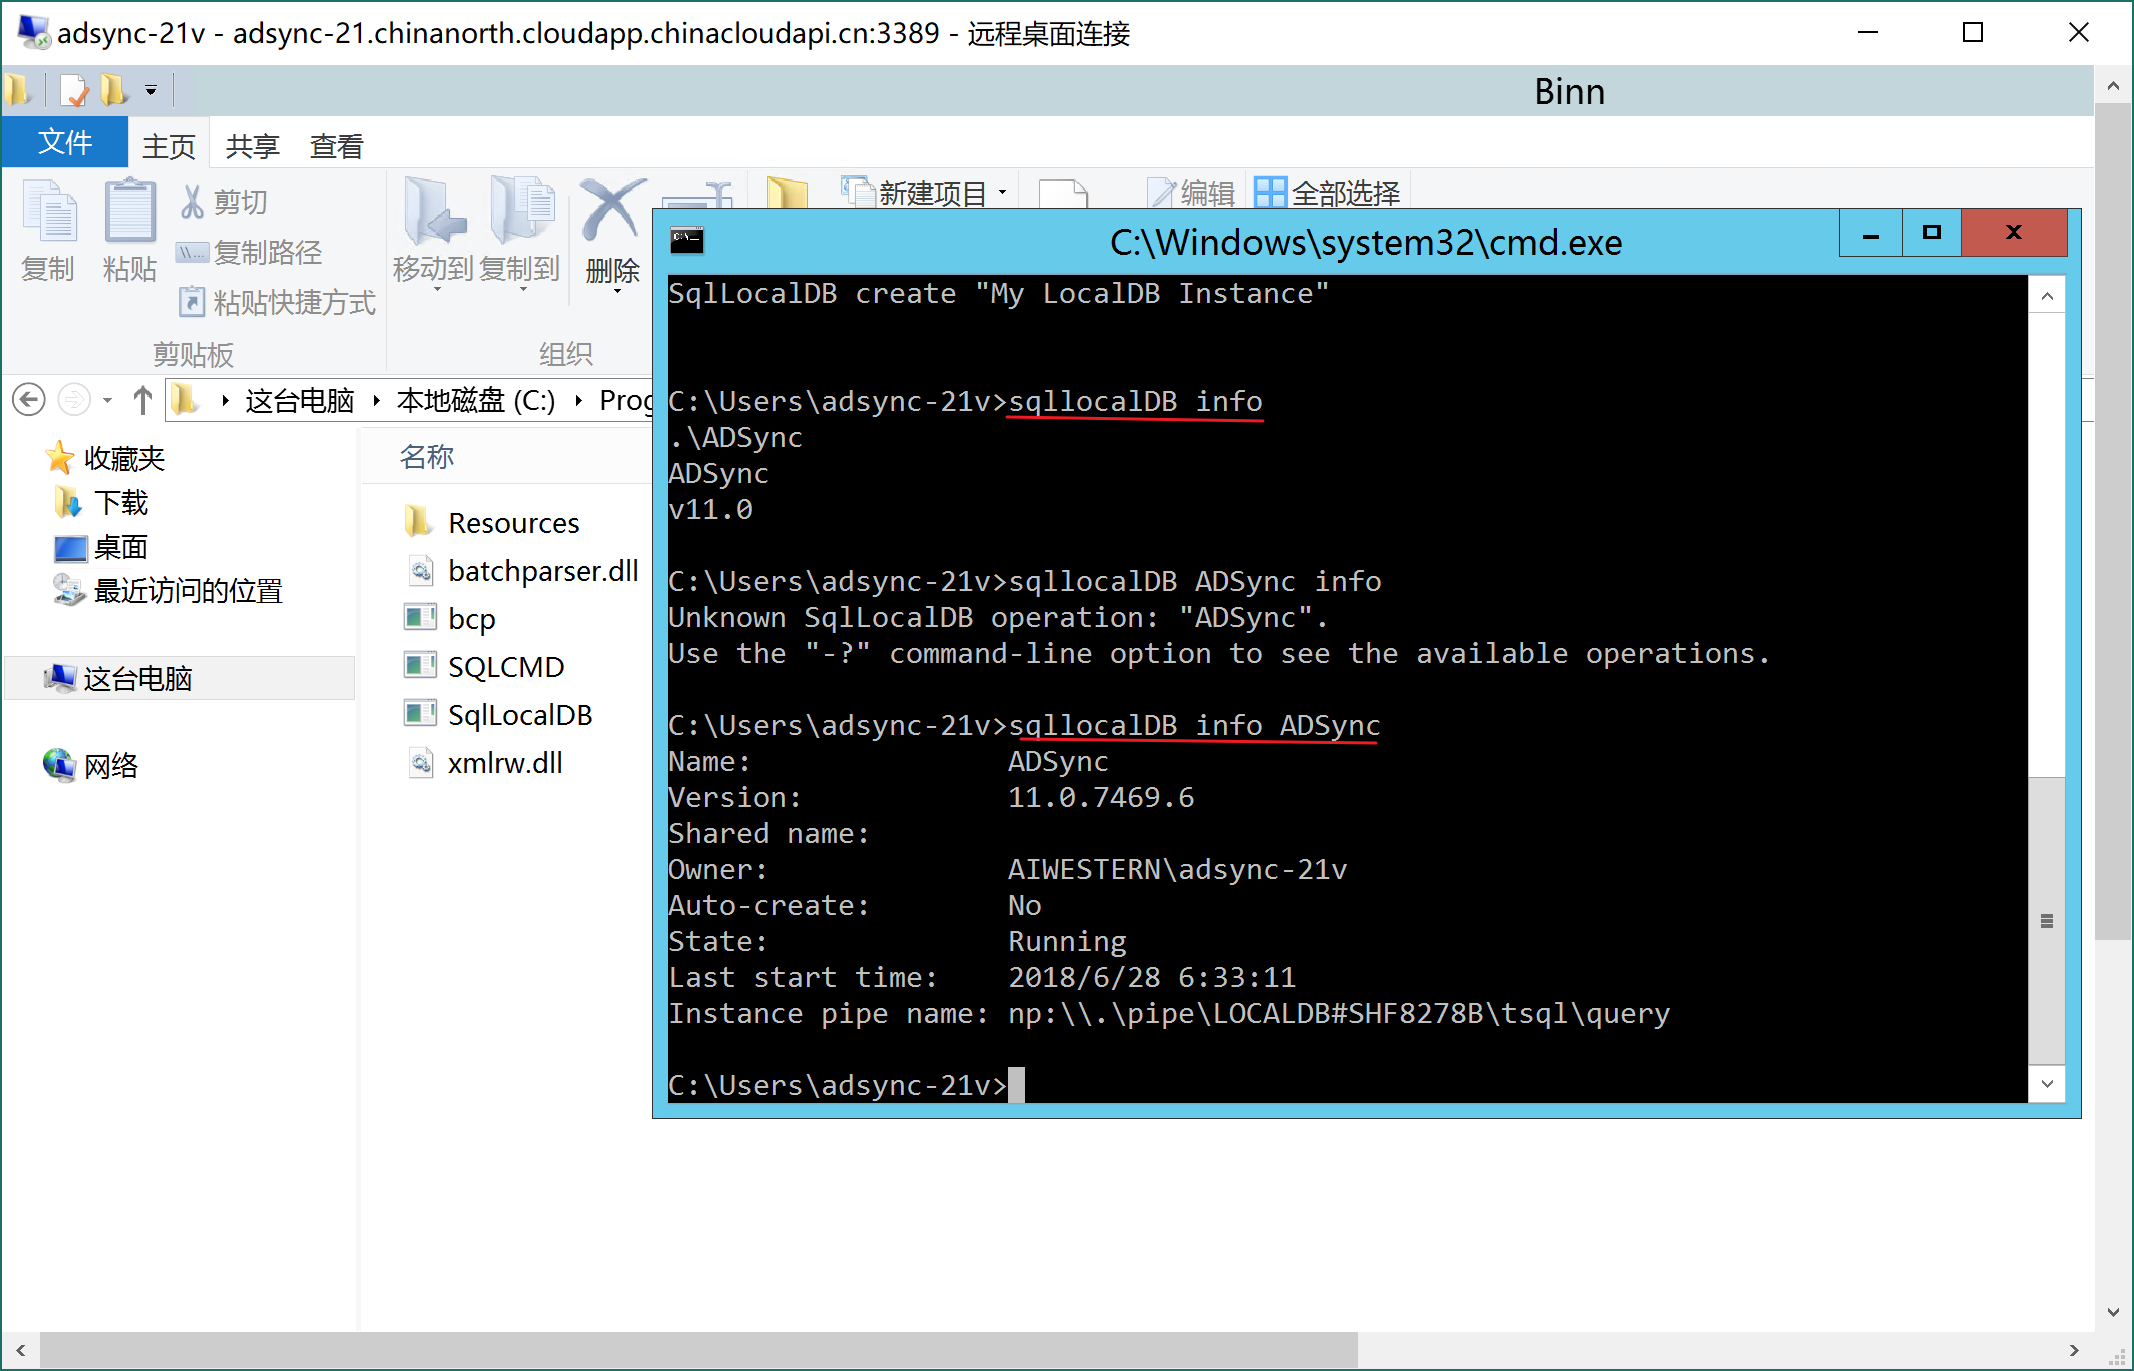 adsync-21v - adsync-21.chinanorth.cloudapp.chinacloudapi.cn:3389 - 远程桌面连接
Binn
文件 主页 共享 查看
复制
粘贴
剪切
复制路径
粘贴快捷方式
剪贴板
移动到
复制到
删除
组织
新建项目
编辑
全部选择
这台电脑 本地磁盘 (C:)
收藏夹
下载
桌面
最近访问的位置
这台电脑
网络
名称
Resources
batchparser.dll
bcp
SQLCMD
SqlLocalDB
xmlrw.dll
C:\_
C:\Windows\system32\cmd.exe
SqlLocalDB create "My LocalDB Instance"
C:\Users\adsync-21v>sqllocalDB info
.\ADSync
ADSync
v11.0
C:\Users\adsync-21v>sqllocalDB ADSync info
Unknown SqlLocalDB operation: "ADSync".
Use the "-?" command-line option to see the available operations.
C:\Users\adsync-21v>sqllocalDB info ADSync
Name: ADSync
Version: 11.0.7469.6
Shared name:
Owner: AIWESTERN\adsync-21v
Auto-create: No
State: Running
Last start time: 2018/6/28 6:33:11
Instance pipe name: np:\\.\pipe\LOCALDB#SHF8278B\tsql\query
C:\Users\adsync-21v>